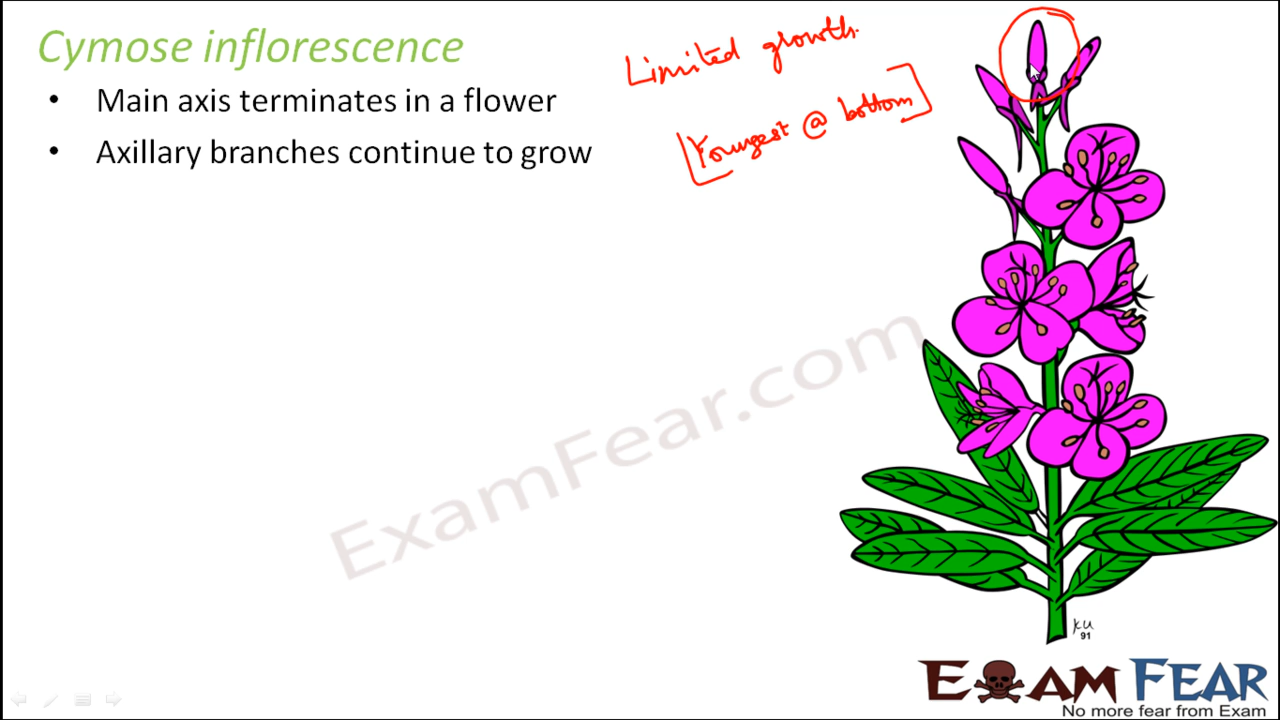 Cymose inflorescence
• Main axis terminates in a flower
• Axillary branches continue to grow
Limited growth.
[Youngest @ bottom]
ExamFear.com
KU
91
EXAM FEAR
No more fear from Exam